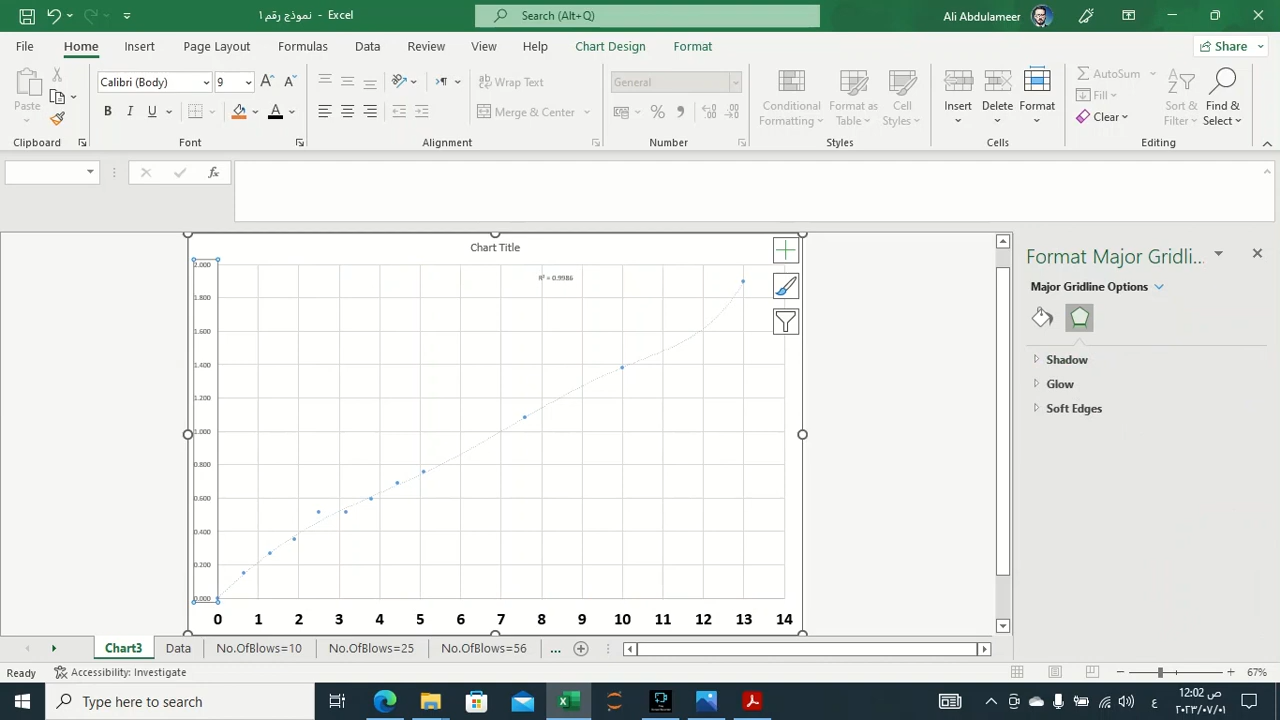 نموذج رقم ١ - Excel
Search (Alt+Q)
Ali Abdulameer
File Home Insert Page Layout Formulas Data Review View Help Chart Design Format Share
Calibri (Body) 9 Wrap Text General AutoSum
Paste B I U A Merge & Center Conditional Formatting Format as Table Cell Styles Insert Delete Format Fill Clear Sort & Filter Find & Select
Clipboard Font Alignment Number Styles Cells Editing
fx
Chart Title
Format Major Gridli...
Major Gridline Options
Shadow
Glow
Soft Edges
R² = 0.9986
2.000
1.800
1.600
1.400
1.200
1.000
0.800
0.600
0.400
0.200
0.000
0 1 2 3 4 5 6 7 8 9 10 11 12 13 14
Chart3 Data No.OfBlows=10 No.OfBlows=25 No.OfBlows=56 ...
Ready Accessibility: Investigate 67%
Type here to search
ع
12:02 ص
٢٠٢٣/٠٧/٠١